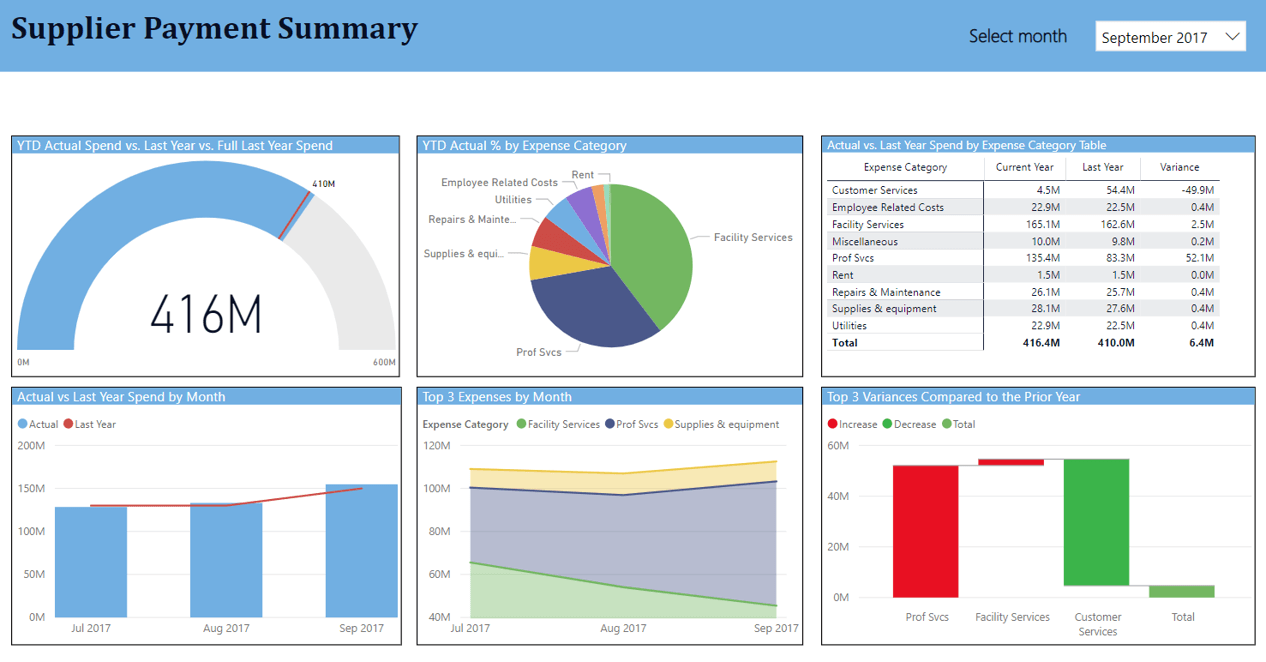 Supplier Payment Summary
Select month
September 2017
YTD Actual Spend vs. Last Year vs. Full Last Year Spend
410M
416M
0M
600M
YTD Actual % by Expense Category
Rent
Employee Related Costs
Utilities
Repairs & Mainte...
Supplies & equi...
Facility Services
Prof Svcs
Actual vs. Last Year Spend by Expense Category Table
Expense Category Current Year Last Year Variance
Customer Services 4.5M 54.4M -49.9M
Employee Related Costs 22.9M 22.5M 0.4M
Facility Services 165.1M 162.6M 2.5M
Miscellaneous 10.0M 9.8M 0.2M
Prof Svcs 135.4M 83.3M 52.1M
Rent 1.5M 1.5M 0.0M
Repairs & Maintenance 26.1M 25.7M 0.4M
Supplies & equipment 28.1M 27.6M 0.4M
Utilities 22.9M 22.5M 0.4M
Total 416.4M 410.0M 6.4M
Actual vs Last Year Spend by Month
Actual Last Year
200M
150M
100M
50M
0M
Jul 2017 Aug 2017 Sep 2017
Top 3 Expenses by Month
Expense Category Facility Services Prof Svcs Supplies & equipment
120M
100M
80M
60M
40M
Jul 2017 Aug 2017 Sep 2017
Top 3 Variances Compared to the Prior Year
Increase Decrease Total
60M
40M
20M
0M
Prof Svcs Facility Services Customer Services Total